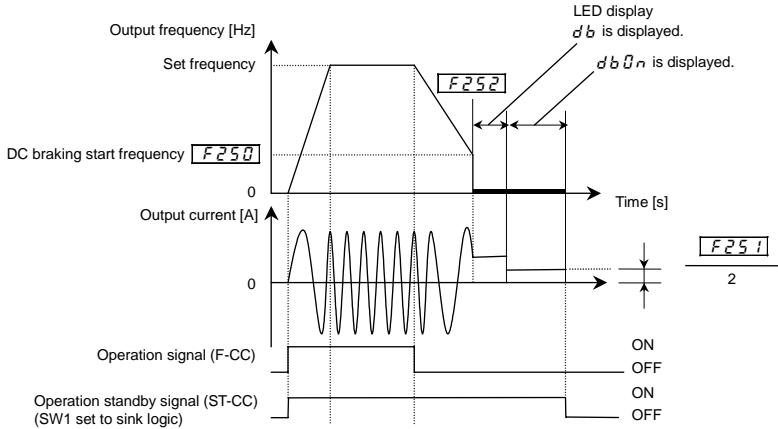 LED display
db is displayed.
Output frequency [Hz]
Set frequency
F252
dbOn is displayed.
DC braking start frequency F250
0
Time [s]
Output current [A]
F251
2
0
Operation signal (F-CC)
ON
OFF
Operation standby signal (ST-CC)
(SW1 set to sink logic)
ON
OFF